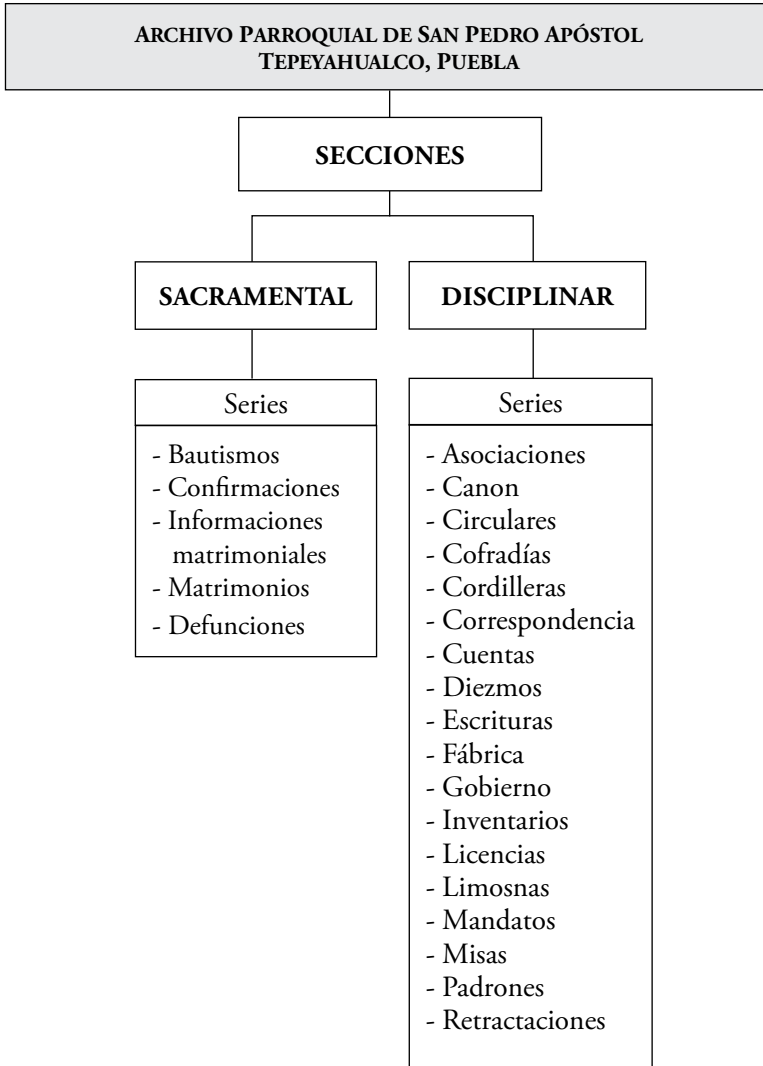 ARCHIVO PARROQUIAL DE SAN PEDRO APÓSTOL
TEPEYAHUALCO, PUEBLA
SECCIONES
SACRAMENTAL
Series
- Bautismos
- Confirmaciones
- Informaciones
matrimoniales
- Matrimonios
- Defunciones
DISCIPLINAR
Series
- Asociaciones
- Canon
- Circulares
- Cofradías
- Cordilleras
- Correspondencia
- Cuentas
- Diezmos
- Escrituras
- Fábrica
- Gobierno
- Inventarios
- Licencias
- Limosnas
- Mandatos
- Misas
- Padrones
- Retractaciones